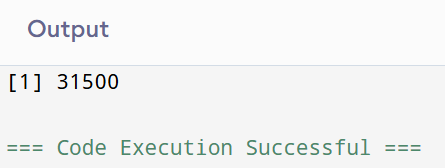 Output
[1] 31500
=== Code Execution Successful ===